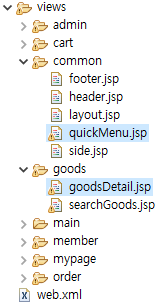 views
admin
cart
common
footer.jsp
header.jsp
layout.jsp
quickMenu.jsp
side.jsp
goods
goodsDetail.jsp
searchGoods.jsp
main
member
mypage
order
web.xml